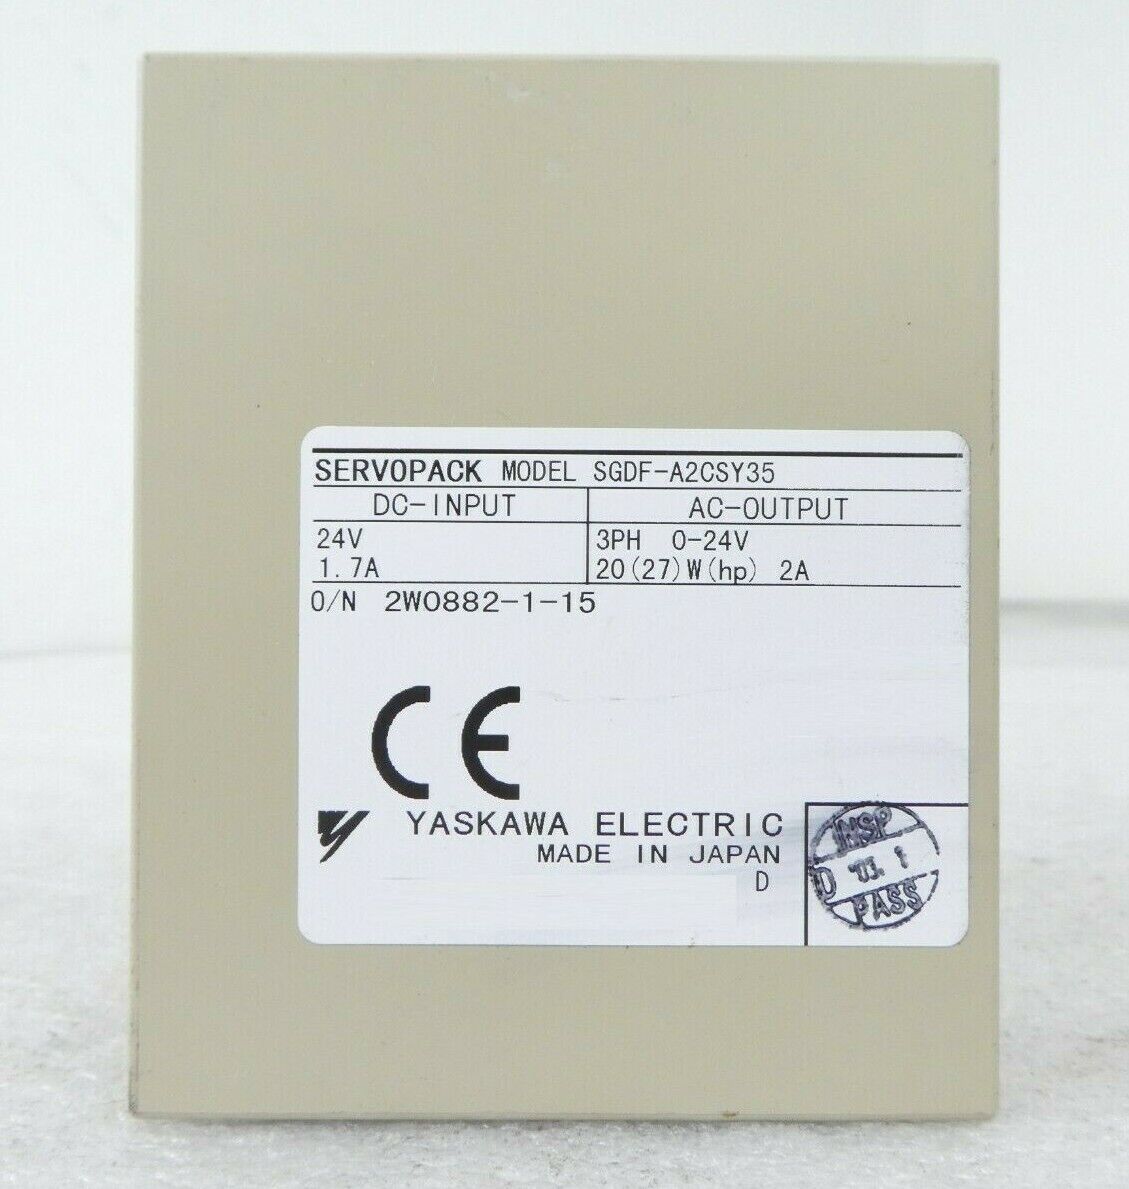 SERVOPACK MODEL SGDF-A2CSY35
DC-INPUT AC-OUTPUT
24V 3PH 0-24V
1.7A 20(27)W(hp) 2A
O/N 2W0882-1-15
CE
YASKAWA ELECTRIC
MADE IN JAPAN
D
D
PASS